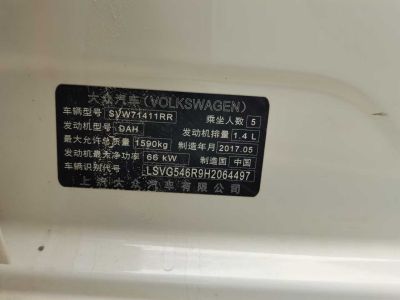 大众汽车(VOLKSWAGEN)
车辆型号 SVW71411RR 乘坐人数 5
发动机型号 DAH 发动机排量 1.4 L
最大允许总质量 1590kg 制造年月 2017.05
发动机最大净功率 66 kW 制造国 中国
车辆识别代号 LSVG546R9H2064497
上汽大众汽车有限公司